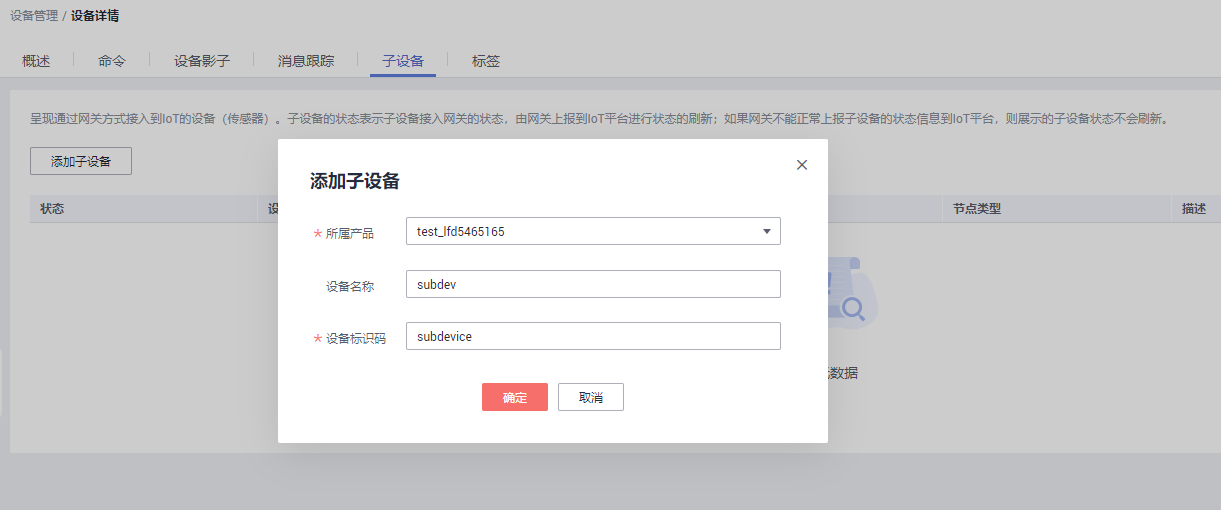 设备管理 / 设备详情
概述 命令 设备影子 消息跟踪 子设备 标签
呈现通过网关方式接入到IoT的设备（传感器）。子设备的状态表示子设备接入网关的状态，由网关上报到IoT平台进行状态的刷新；如果网关不能正常上报子设备的状态信息到IoT平台，则展示的子设备状态不会刷新。
添加子设备
状态 设 节点类型 描述
添加子设备
* 所属产品 test_lfd5465165
设备名称 subdev
* 设备标识码 subdevice
数据
确定 取消